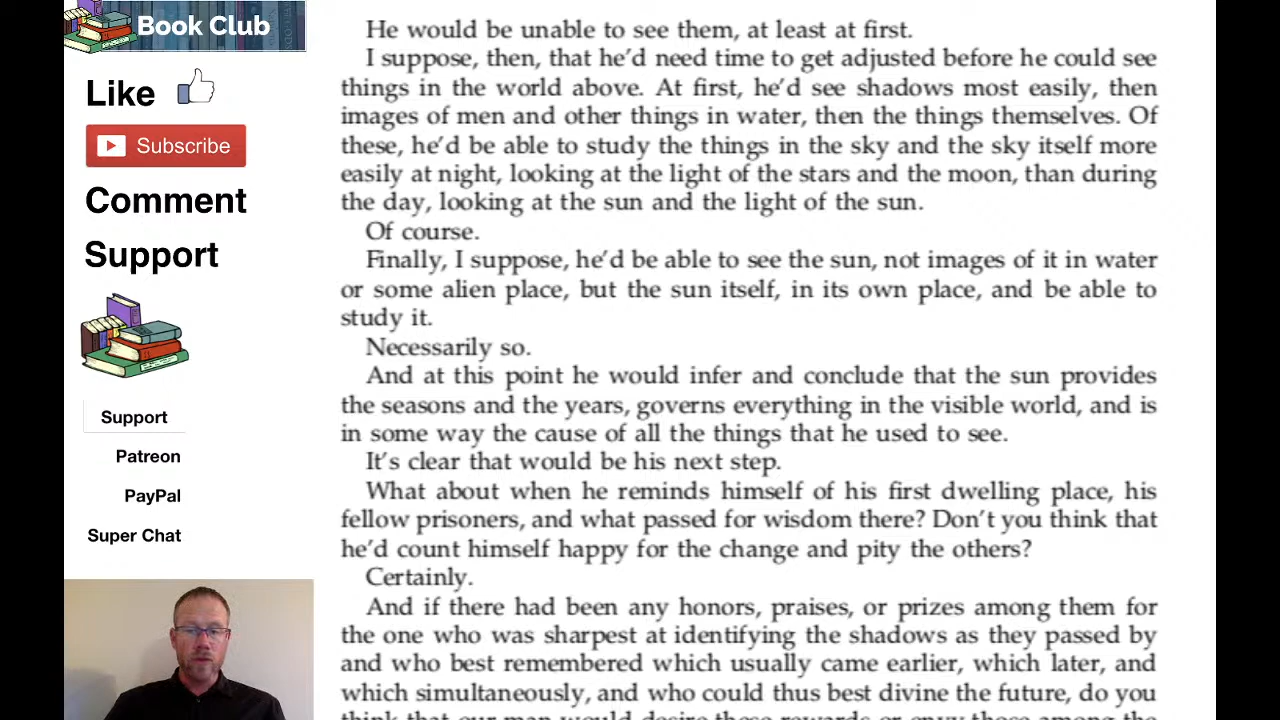 Book Club
Like
Subscribe
Comment
Support
Support
Patreon
PayPal
Super Chat
He would be unable to see them, at least at first.
I suppose, then, that he'd need time to get adjusted before he could see
things in the world above. At first, he'd see shadows most easily, then
images of men and other things in water, then the things themselves. Of
these, he'd be able to study the things in the sky and the sky itself more
easily at night, looking at the light of the stars and the moon, than during
the day, looking at the sun and the light of the sun.
Of course.
Finally, I suppose, he'd be able to see the sun, not images of it in water
or some alien place, but the sun itself, in its own place, and be able to
study it.
Necessarily so.
And at this point he would infer and conclude that the sun provides
the seasons and the years, governs everything in the visible world, and is
in some way the cause of all the things that he used to see.
It's clear that would be his next step.
What about when he reminds himself of his first dwelling place, his
fellow prisoners, and what passed for wisdom there? Don't you think that
he'd count himself happy for the change and pity the others?
Certainly.
And if there had been any honors, praises, or prizes among them for
the one who was sharpest at identifying the shadows as they passed by
and who best remembered which usually came earlier, which later, and
which simultaneously, and who could thus best divine the future, do you
think that our man would desire these rewards or envy those among the